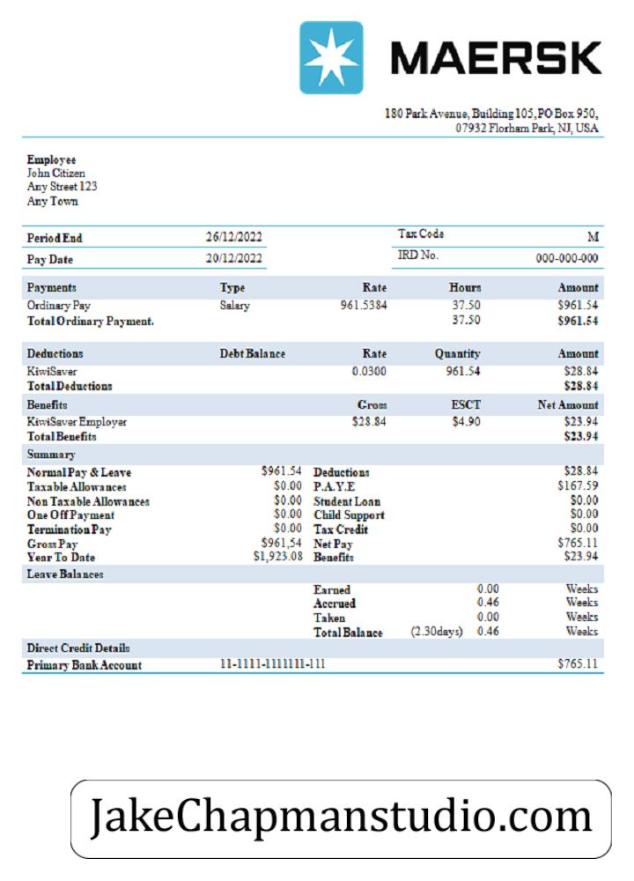 MAERSK
180 Park Avenue, Building 105, PO Box 950,
07932 Florham Park, NJ, USA
Employee
John Citizen
Any Street 123
Any Town
Period End 26/12/2022 Tax Code M
Pay Date 20/12/2022 IRD No. 000-000-000
Payments Type Rate Hours Amount
Ordinary Pay Salary 961.5384 37.50 $961.54
Total Ordinary Payment. 37.50 $961.54
Deductions Debt Balance Rate Quantity Amount
KiwiSaver 0.0300 961.54 $28.84
Total Deductions $28.84
Benefits Gross ESCT Net Amount
KiwiSaver Employer $28.84 $4.90 $23.94
Total Benefits $23.94
Summary
Normal Pay & Leave $961.54 Deductions $28.84
Taxable Allowances $0.00 P.A.Y.E $167.59
Non Taxable Allowances $0.00 Student Loan $0.00
One Off Payment $0.00 Child Support $0.00
Termination Pay $0.00 Tax Credit $0.00
Gross Pay $961,54 Net Pay $765.11
Year To Date $1,923.08 Benefits $23.94
Leave Balances
Earned 0.00 Weeks
Accrued 0.46 Weeks
Taken 0.00 Weeks
Total Balance (2.30days) 0.46 Weeks
Direct Credit Details
Primary Bank Account 11-1111-1111111-111 $765.11
JakeChapmanstudio.com